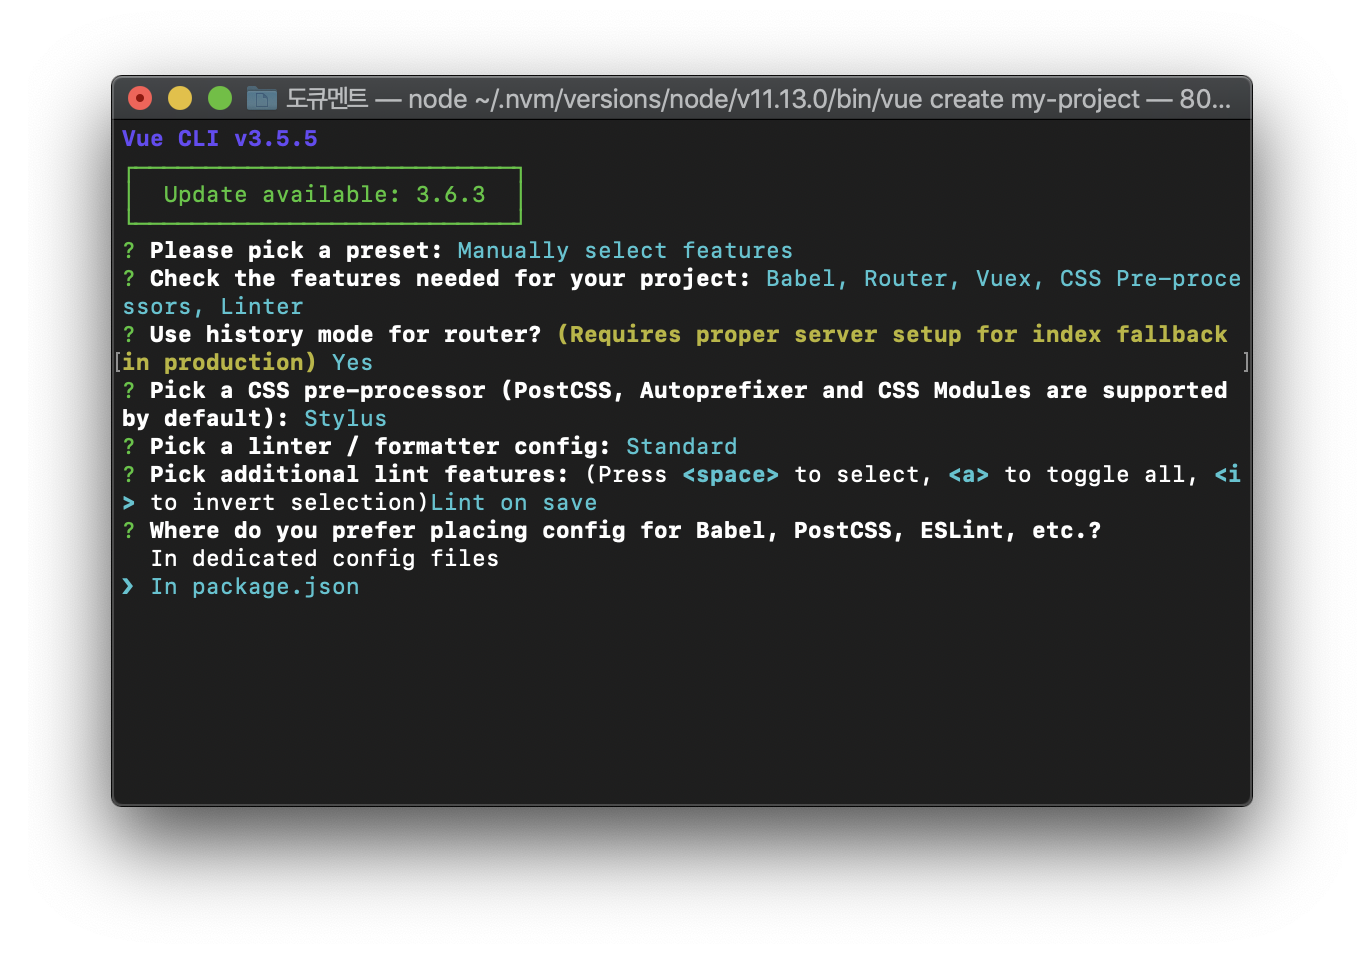 도큐멘트 — node ~/.nvm/versions/node/v11.13.0/bin/vue create my-project — 80...
Vue CLI v3.5.5
Update available: 3.6.3
? Please pick a preset: Manually select features
? Check the features needed for your project: Babel, Router, Vuex, CSS Pre-proce
ssors, Linter
? Use history mode for router? (Requires proper server setup for index fallback
[in production) Yes ]
? Pick a CSS pre-processor (PostCSS, Autoprefixer and CSS Modules are supported
by default): Stylus
? Pick a linter / formatter config: Standard
? Pick additional lint features: (Press <space> to select, <a> to toggle all, <i
> to invert selection)Lint on save
? Where do you prefer placing config for Babel, PostCSS, ESLint, etc.?
In dedicated config files
❯ In package.json